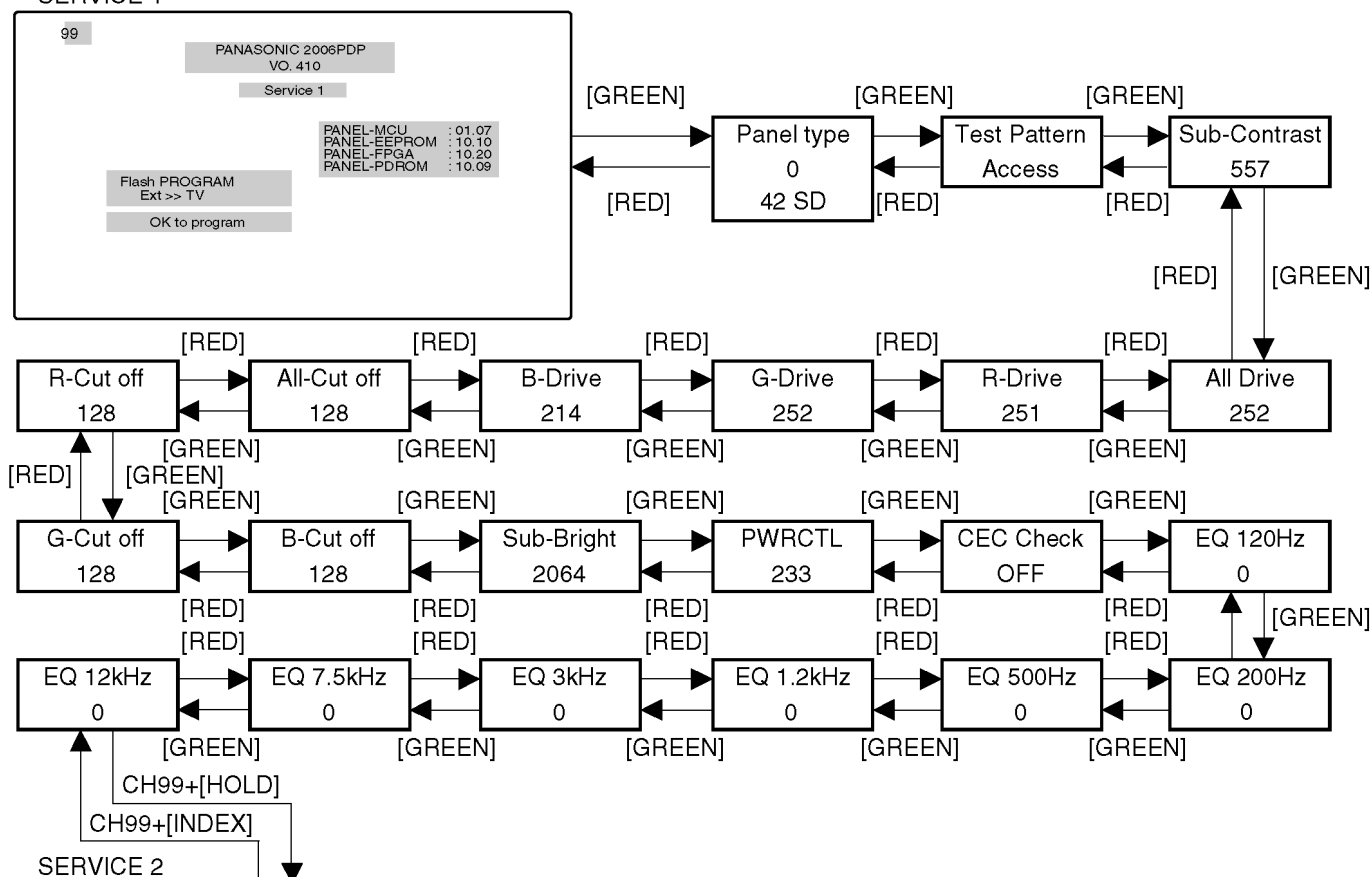 SERVICE 1
99
PANASONIC 2006PDP
VO. 410
Service 1
PANEL-MCU : 01.07
PANEL-EEPROM : 10.10
PANEL-FPGA : 10.20
PANEL-PDROM : 10.09
Flash PROGRAM
Ext >> TV
OK to program
[GREEN] [GREEN] [GREEN]
Panel type Test Pattern Sub-Contrast
0 Access 557
42 SD
[RED] [RED] [RED]
[RED] [GREEN]
[RED] [RED] [RED] [RED] [RED]
R-Cut off All-Cut off B-Drive G-Drive R-Drive All Drive
128 128 214 252 251 252
[GREEN] [GREEN] [GREEN] [GREEN] [GREEN]
[RED] [GREEN]
[GREEN] [GREEN] [GREEN] [GREEN] [GREEN]
G-Cut off B-Cut off Sub-Bright PWRCTL CEC Check EQ 120Hz
128 128 2064 233 OFF 0
[RED] [RED] [RED] [RED] [RED]
[GREEN]
[RED] [RED] [RED] [RED] [RED]
EQ 12kHz EQ 7.5kHz EQ 3kHz EQ 1.2kHz EQ 500Hz EQ 200Hz
0 0 0 0 0 0
[GREEN] [GREEN] [GREEN] [GREEN] [GREEN]
CH99+[HOLD]
CH99+[INDEX]
SERVICE 2